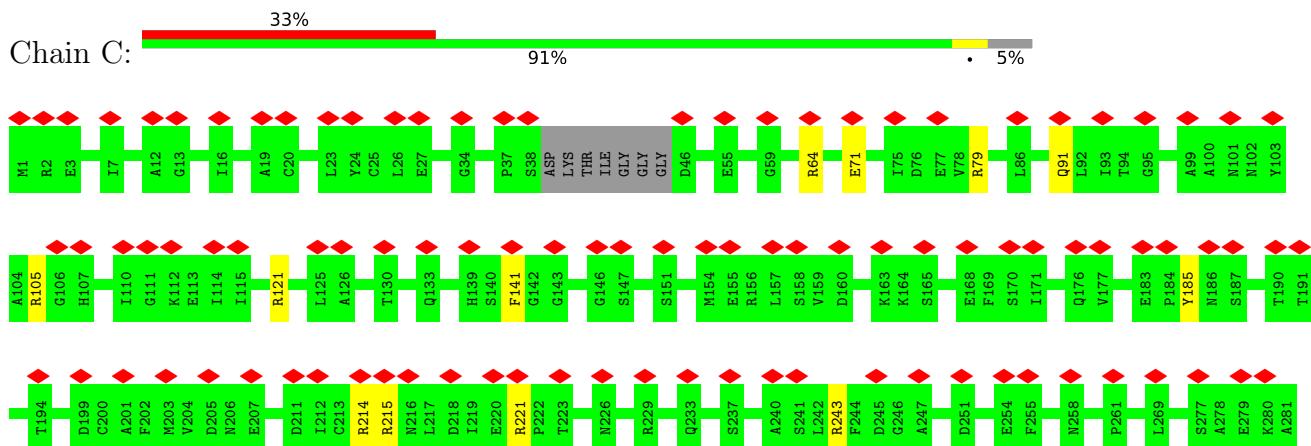 33%
Chain C:
91% • 5%
M1 R2 E3 I7 A12 G13 I16 A19 C20 L23 Y24 C25 L26 E27 G34 P37 S38 ASP LYS THR ILE GLY GLY GLY D46 E55 G59 R64 E71 I75 D76 E77 V78 R79 L86 Q91 L92 I93 T94 G95 A99 A100 N101 N102 Y103
A104 R105 G106 H107 I110 G111 K112 E113 I114 I115 R121 L125 A126 T130 Q133 H139 S140 F141 G142 G143 G146 S147 S151 M154 E155 R156 L157 S158 V159 D160 K163 K164 S165 E168 F169 S170 I171 Q176 V177 E183 P184 Y185 N186 S187 T190 T191
T194 D199 C200 A201 F202 M203 V204 D205 N206 E207 D211 I212 C213 R214 R215 N216 L217 D218 I219 E220 R221 P222 T223 N226 R229 Q233 S237 A240 S241 L242 R243 F244 D245 G246 A247 D251 E254 F255 N258 P261 L269 S277 A278 E279 K280 A281